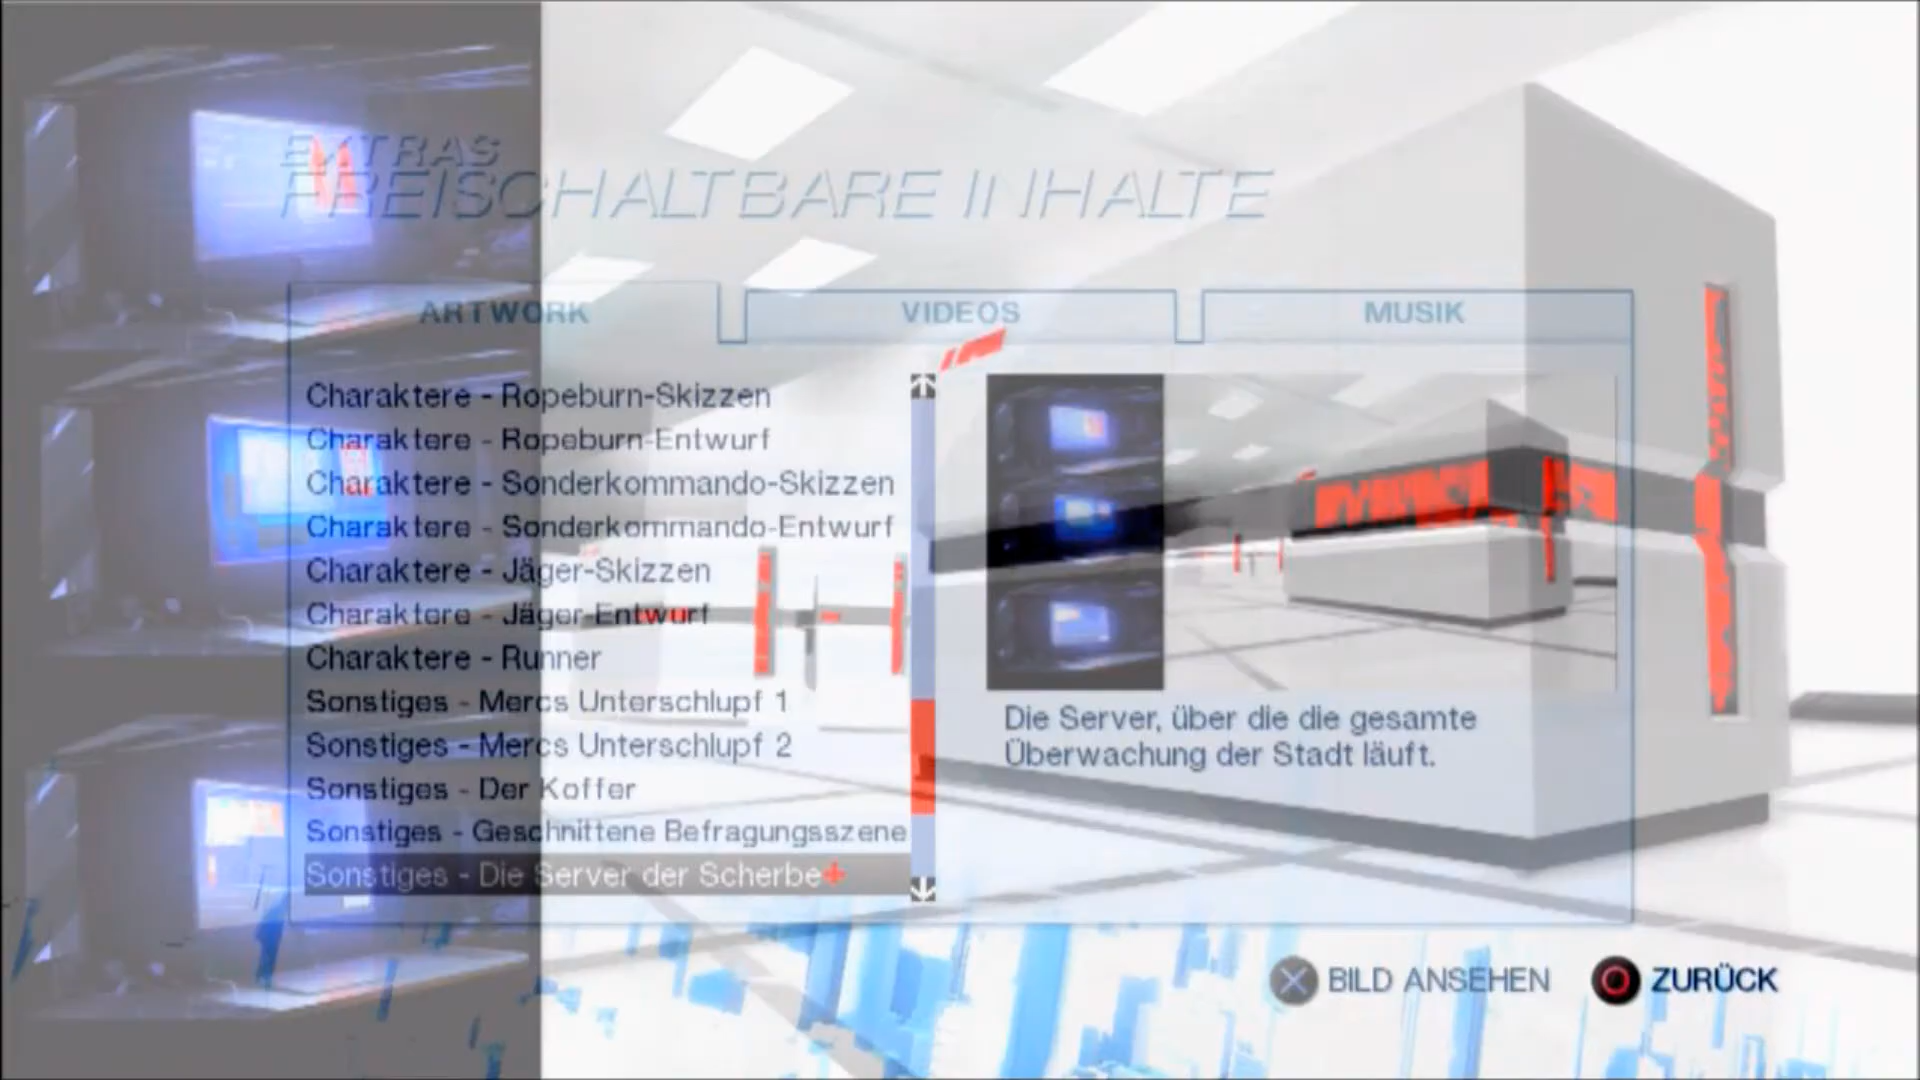 EXTRAS
FREISCHALTBARE INHALTE
ARTWORK
VIDEOS
MUSIK
Charaktere - Ropeburn-Skizzen
Charaktere - Ropeburn-Entwurf
Charaktere - Sonderkommando-Skizzen
Charaktere - Sonderkommando-Entwurf
Charaktere - Jäger-Skizzen
Charaktere - Jäger-Entwurf
Charaktere - Runner
Sonstiges - Mercs Unterschlupf 1
Sonstiges - Mercs Unterschlupf 2
Sonstiges - Der Koffer
Sonstiges - Geschnittene Befragungsszene
Sonstiges - Die Server der Scherbe
Die Server, über die die gesamte
Überwachung der Stadt läuft.
BILD ANSEHEN
ZURÜCK